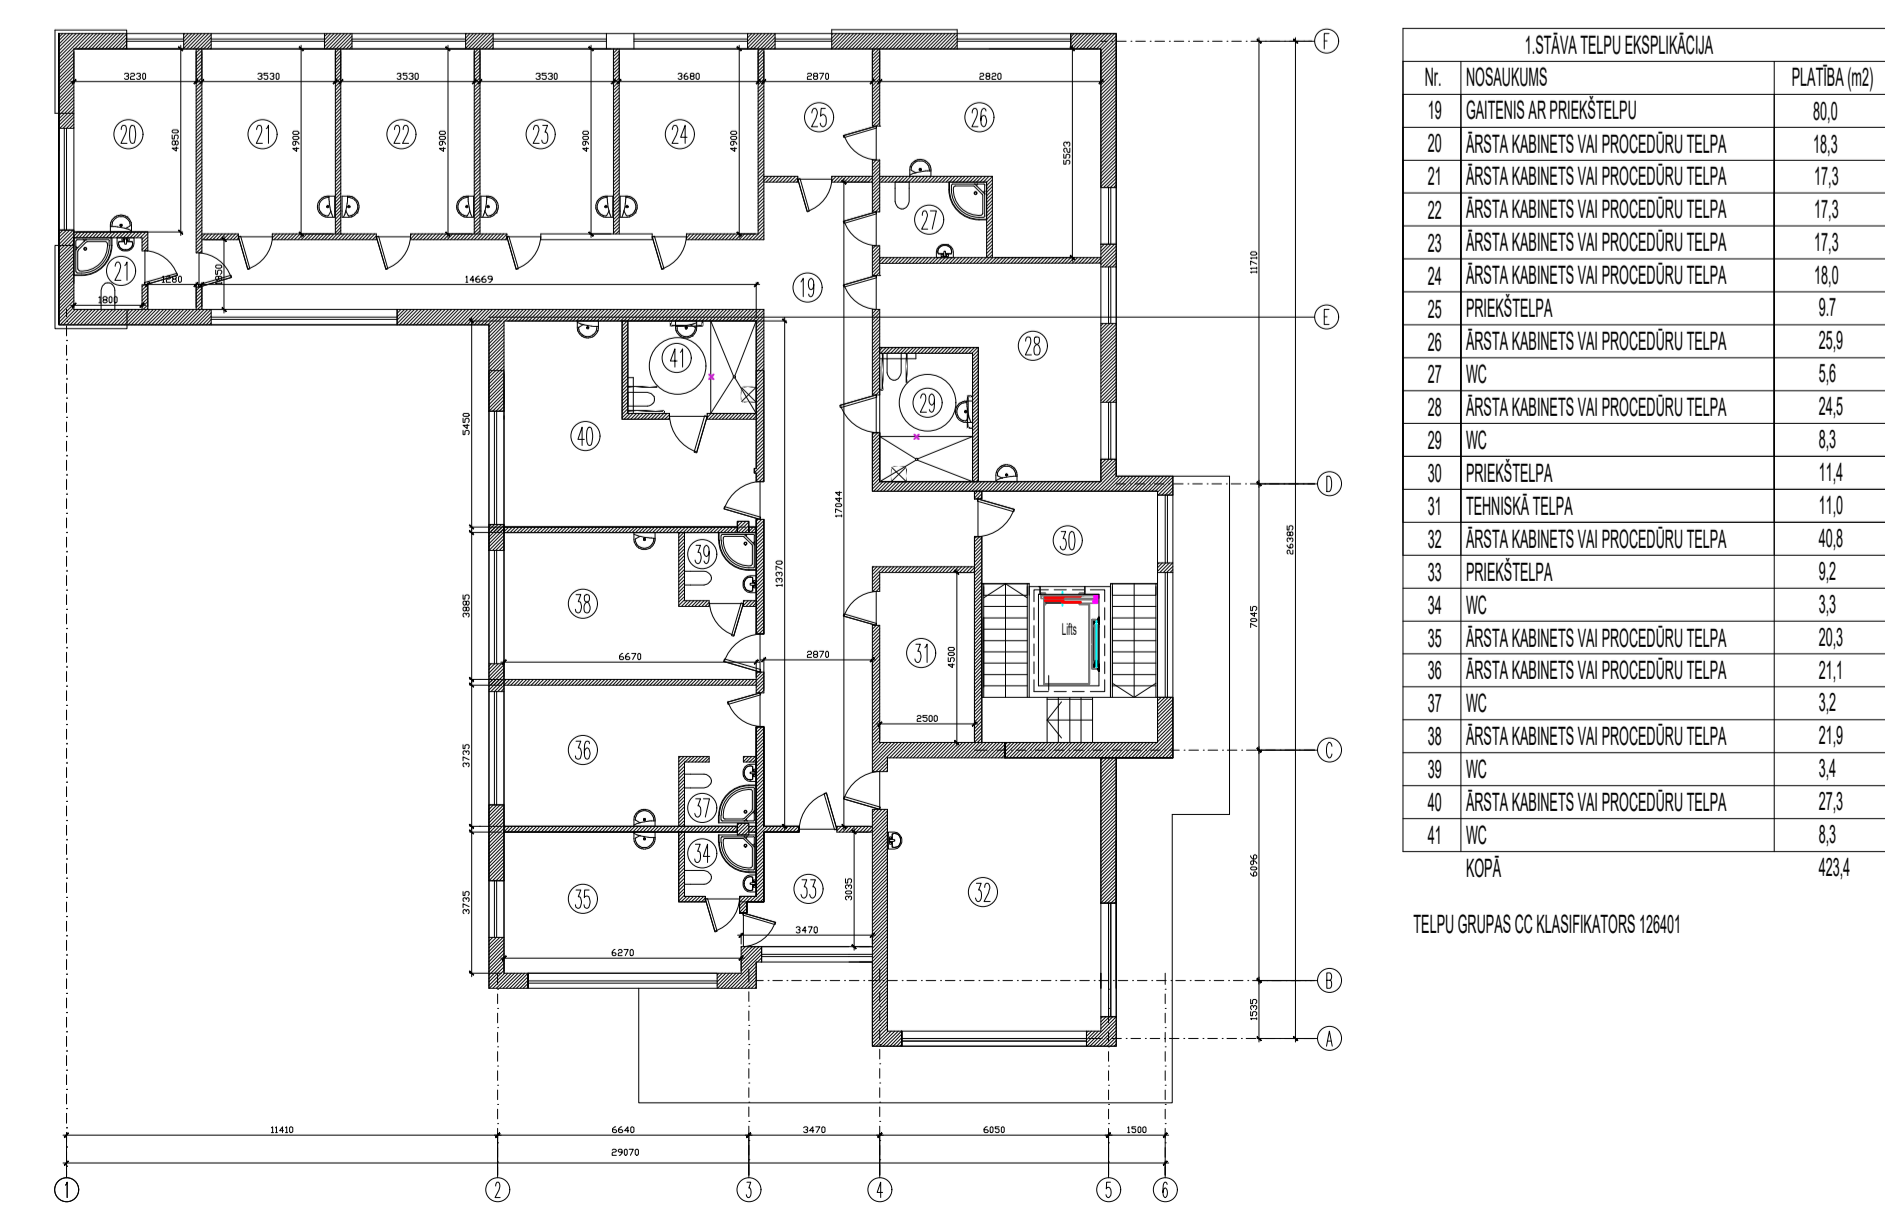 F
3230
3530
3530
3530
3680
2870
2820
20
21
22
23
24
25
26
4850
4900
4900
4900
4900
5523
27
21
1280
1850
14669
19
11710
1800
E
41
28
29
5450
40
D
17044
26385
39
30
13370
3885
38
Lifts
7045
6670
2870
31
4500
2500
3735
36
C
37
34
33
3035
6096
3735
35
32
3470
6270
B
1535
A
11410
6640
3470
6050
1500
29070
1
2
3
4
5
6
1.STĀVA TELPU EKSPLIKĀCIJA
Nr. NOSAUKUMS PLATĪBA (m2)
19 GAITENIS AR PRIEKŠTELPU 80,0
20 ĀRSTA KABINETS VAI PROCEDŪRU TELPA 18,3
21 ĀRSTA KABINETS VAI PROCEDŪRU TELPA 17,3
22 ĀRSTA KABINETS VAI PROCEDŪRU TELPA 17,3
23 ĀRSTA KABINETS VAI PROCEDŪRU TELPA 17,3
24 ĀRSTA KABINETS VAI PROCEDŪRU TELPA 18,0
25 PRIEKŠTELPA 9.7
26 ĀRSTA KABINETS VAI PROCEDŪRU TELPA 25,9
27 WC 5,6
28 ĀRSTA KABINETS VAI PROCEDŪRU TELPA 24,5
29 WC 8,3
30 PRIEKŠTELPA 11,4
31 TEHNISKĀ TELPA 11,0
32 ĀRSTA KABINETS VAI PROCEDŪRU TELPA 40,8
33 PRIEKŠTELPA 9,2
34 WC 3,3
35 ĀRSTA KABINETS VAI PROCEDŪRU TELPA 20,3
36 ĀRSTA KABINETS VAI PROCEDŪRU TELPA 21,1
37 WC 3,2
38 ĀRSTA KABINETS VAI PROCEDŪRU TELPA 21,9
39 WC 3,4
40 ĀRSTA KABINETS VAI PROCEDŪRU TELPA 27,3
41 WC 8,3
KOPĀ 423,4
TELPU GRUPAS CC KLASIFIKATORS 126401